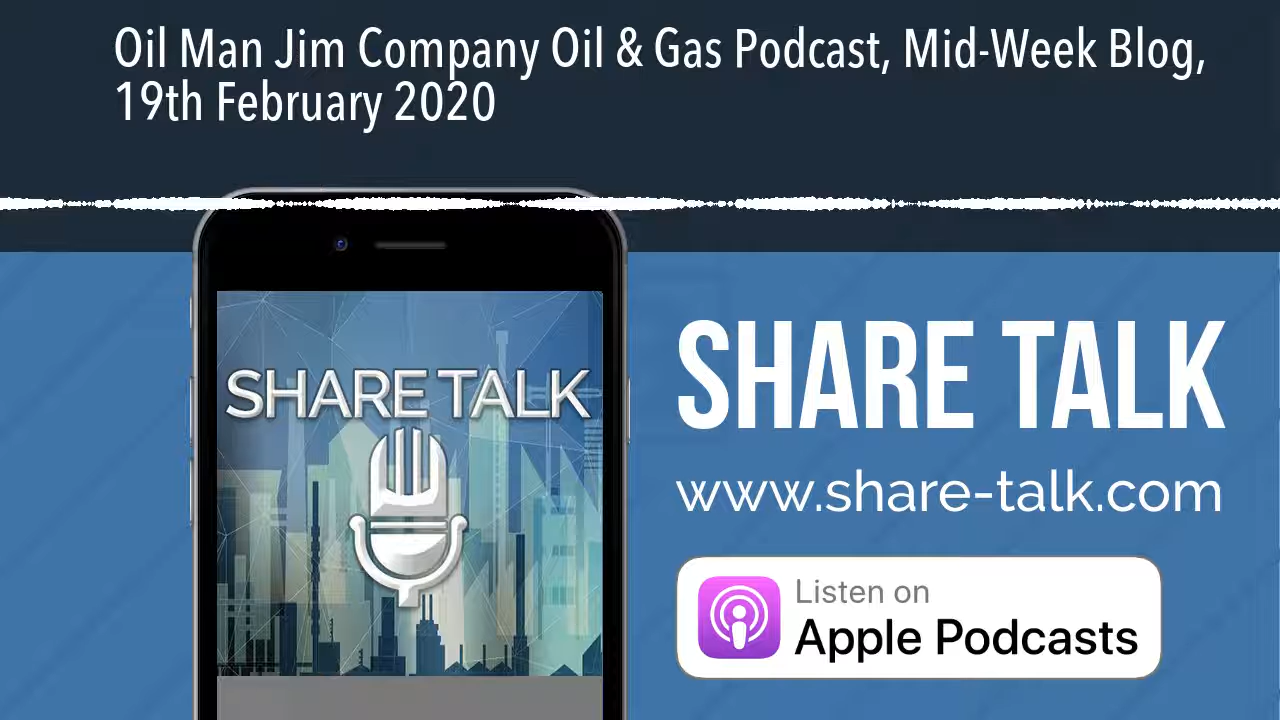 Oil Man Jim Company Oil & Gas Podcast, Mid-Week Blog,
19th February 2020
SHARE TALK
SHARE TALK
www.share-talk.com
Listen on
Apple Podcasts